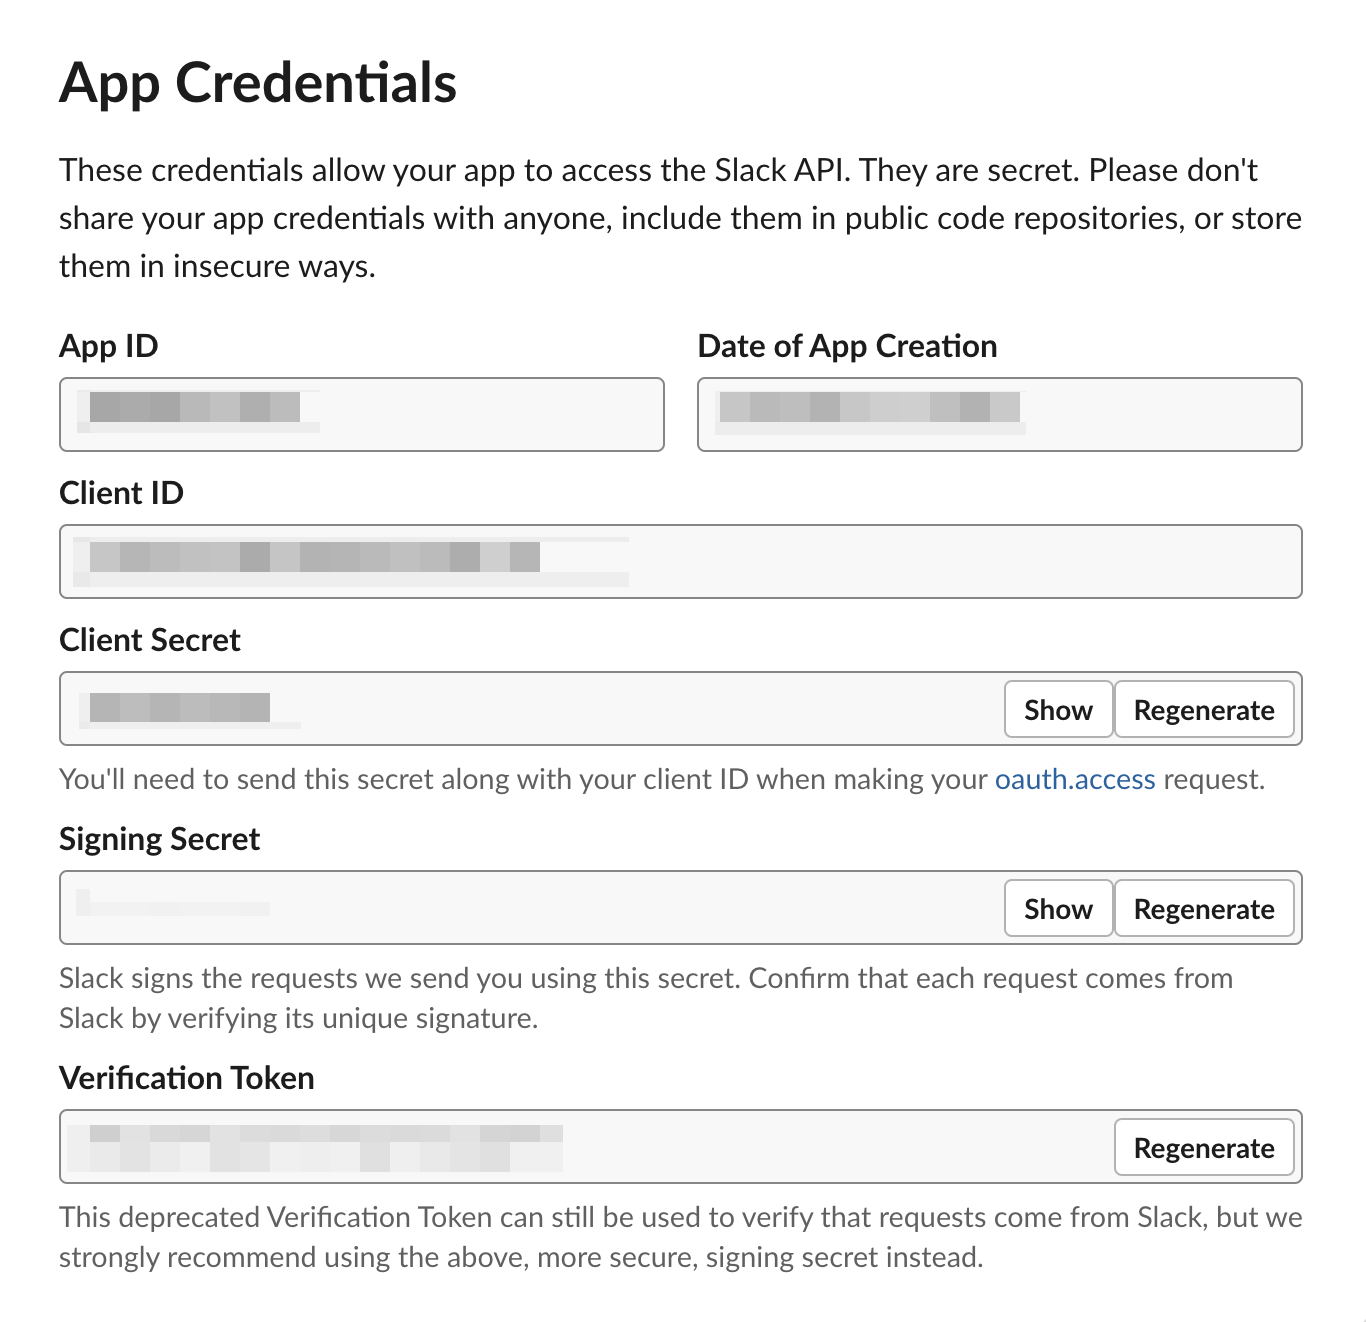 App Credentials
These credentials allow your app to access the Slack API. They are secret. Please don't
share your app credentials with anyone, include them in public code repositories, or store
them in insecure ways.
App ID
Date of App Creation
Client ID
Client Secret
Show
Regenerate
You'll need to send this secret along with your client ID when making your oauth.access request.
Signing Secret
Show
Regenerate
Slack signs the requests we send you using this secret. Confirm that each request comes from
Slack by verifying its unique signature.
Verification Token
Regenerate
This deprecated Verification Token can still be used to verify that requests come from Slack, but we
strongly recommend using the above, more secure, signing secret instead.